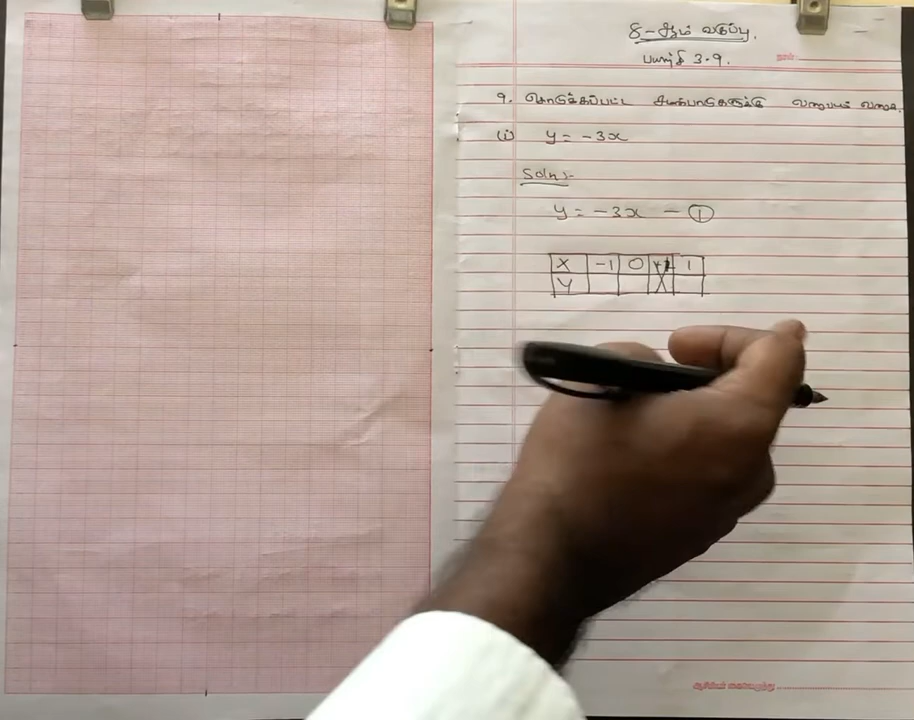 8-ஆம் வகுப்பு.
பயிற்சி 3.9.
நாள்
9. கொடுக்கப்பட்ட சமன்பாடுகளுக்கு வரைபடம் வரைக.
(i) y = -3x
Soln:-
y = -3x - ①
X -1 0 1
Y